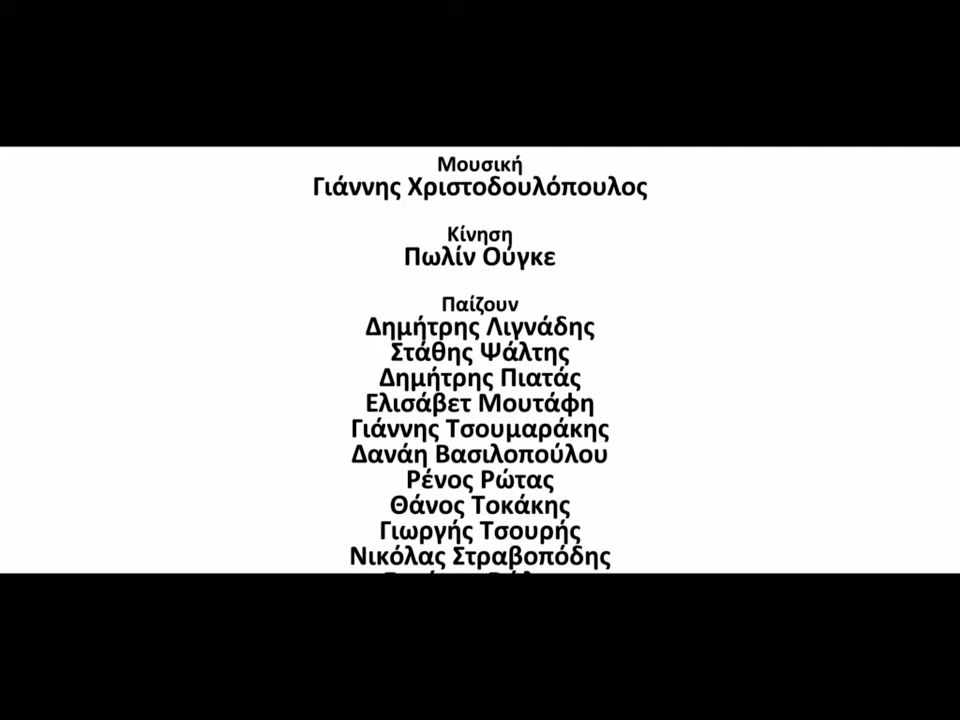 Μουσική
Γιάννης Χριστοδουλόπουλος
Κίνηση
Πωλίν Ούγκε
Παίζουν
Δημήτρης Λιγνάδης
Στάθης Ψάλτης
Δημήτρης Πιατάς
Ελισάβετ Μουτάφη
Γιάννης Τσουμαράκης
Δανάη Βασιλοπούλου
Ρένος Ρώτας
Θάνος Τοκάκης
Γιωργής Τσουρής
Νικόλας Στραβοπόδης